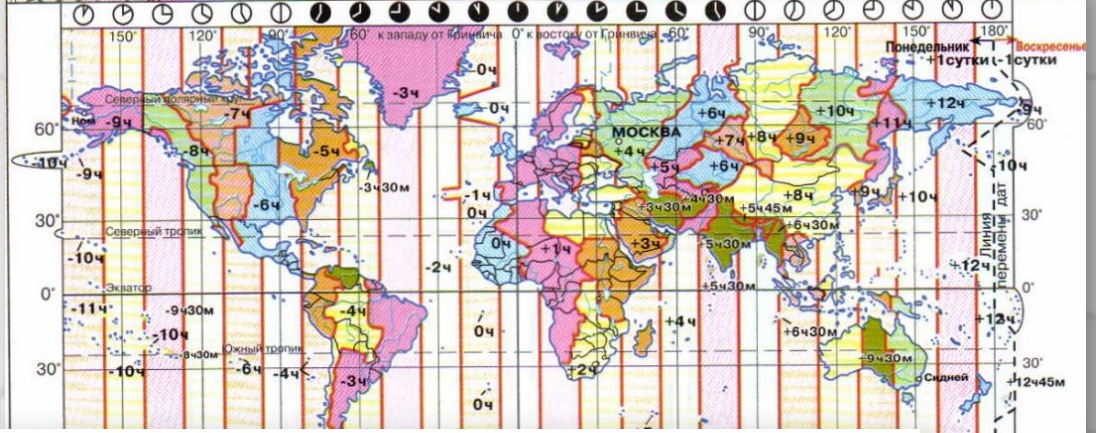 150° 120° 90° 60° к западу от Гринвича 0° к востоку от Гринвича 60° 90° 120° 150° 180°
Понедельник Воскресенье
+1сутки -1сутки
-0ч
-3ч
-0ч
Северный полярный круг
Ном -9ч -7ч +6ч +10ч +12ч -9ч
60° МОСКВА +11ч 60°
-8ч -5ч +4ч +7ч +8ч +9ч
-10ч +5ч +6ч -10ч
-9ч
-3ч30м -1ч +3ч30м +4ч30м +8ч +9ч +10ч
-6ч 0ч +5ч45м
30° +6ч30м 30°
Северный тропик
0ч +1ч +3ч +5ч30м
-10ч -2ч +12ч
Линия перемены дат
+5ч30м
0° Экватор 0°
-11ч -9ч30м -4ч +4ч +13ч
-10ч 0ч +6ч30м
-8ч30м Южный тропик +9ч30м
30° -10ч -6ч -4ч -3ч +2ч 30°
Сидней
+12ч45м
0ч